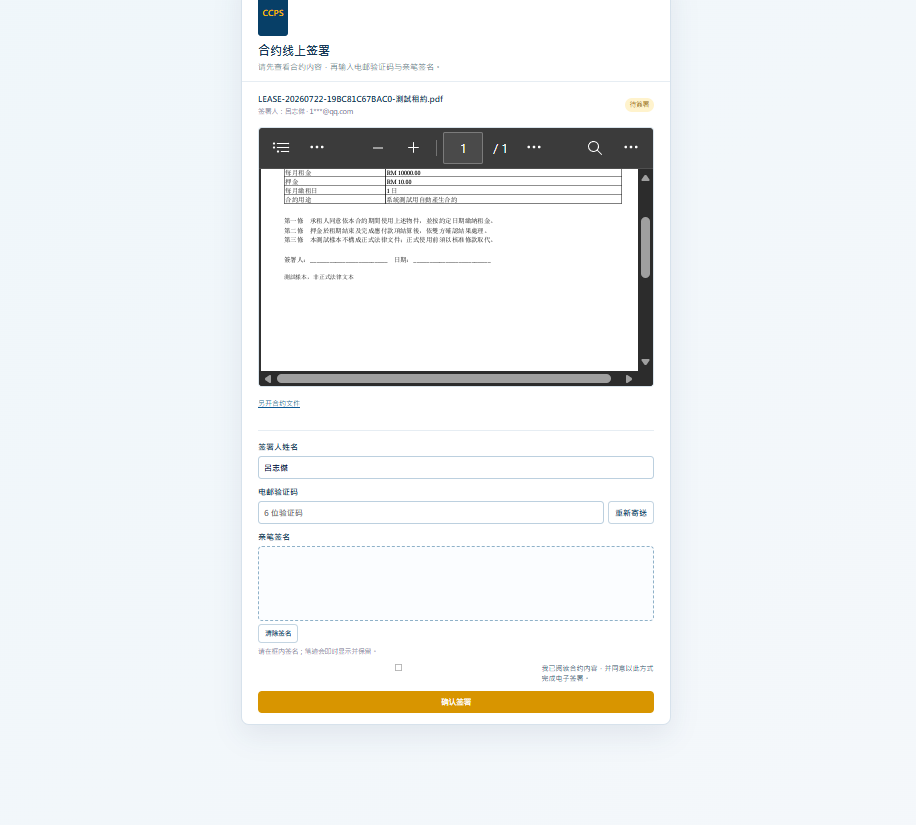 CCPS
合约线上签署
请先查看合约内容，再输入电邮验证码与亲笔签名。
LEASE-20260722-19BC81C67BAC0-测試租約.pdf
签署人：呂志傑 · 1***@qq.com
待签署
1 / 1
每月租金 RM 10000.00
押金 RM 10.00
每月繳租日 1 日
合約用途 系統測試用自動產生合約
第一條 承租人同意依本合約期間使用上述物件，並按約定日期繳納租金。
第二條 押金於租期結束及完成應付款項結算後，依雙方確認結果處理。
第三條 本測試樣本不構成正式法律文件；正式使用前須以核准條款取代。
簽署人：__________________________ 日期：__________________________
測試樣本，非正式法律文本
另开合约文件
签署人姓名
呂志傑
电邮验证码
6 位验证码
重新寄送
亲笔签名
清除签名
请在框内签名；笔迹会即时显示并保留。
我已阅读合约内容，并同意以此方式
完成电子签署。
确认签署